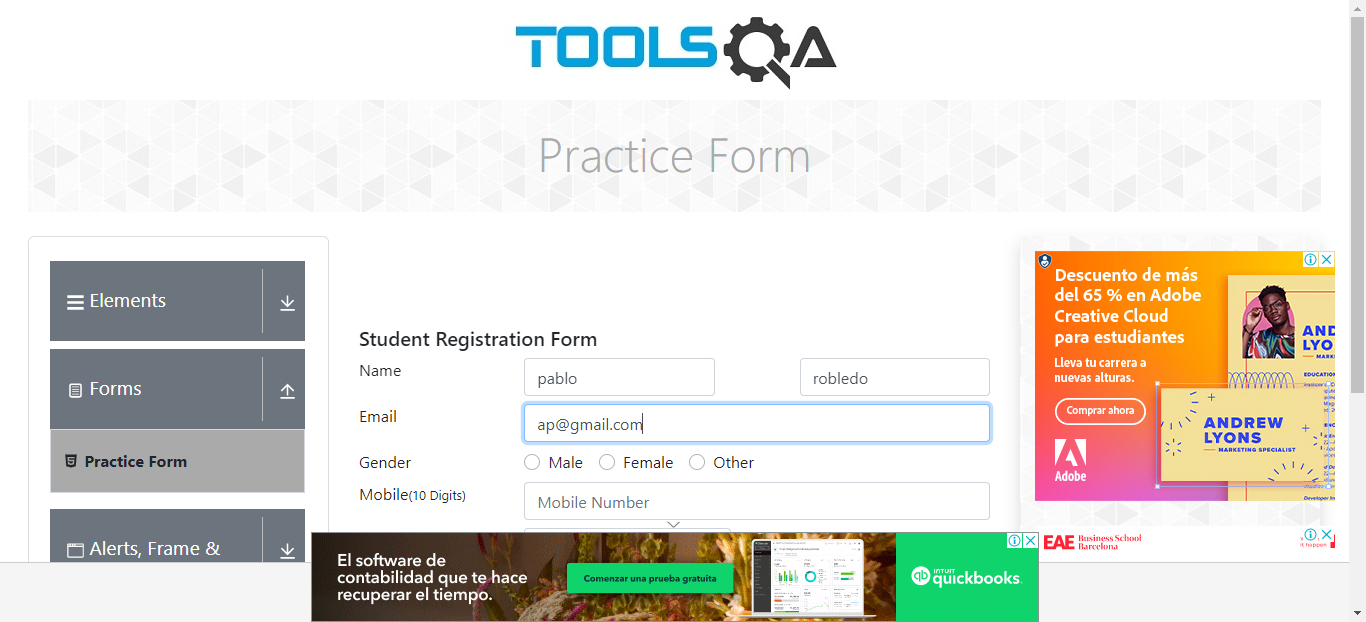 TOOLSQA
Practice Form
Elements
Forms
Practice Form
Alerts, Frame &
Student Registration Form
Name
pablo
robledo
Email
ap@gmail.com
Gender
Male
Female
Other
Mobile(10 Digits)
Mobile Number
Descuento de más
del 65 % en Adobe
Creative Cloud
para estudiantes
Lleva tu carrera a
nuevas alturas.
Comprar ahora
Adobe
ANDREW
LYONS
MARKETING SPECIALIST
EAE Business School
Barcelona
El software de
contabilidad que te hace
recuperar el tiempo.
Comenzar una prueba gratuita
INTUIT
quickbooks.